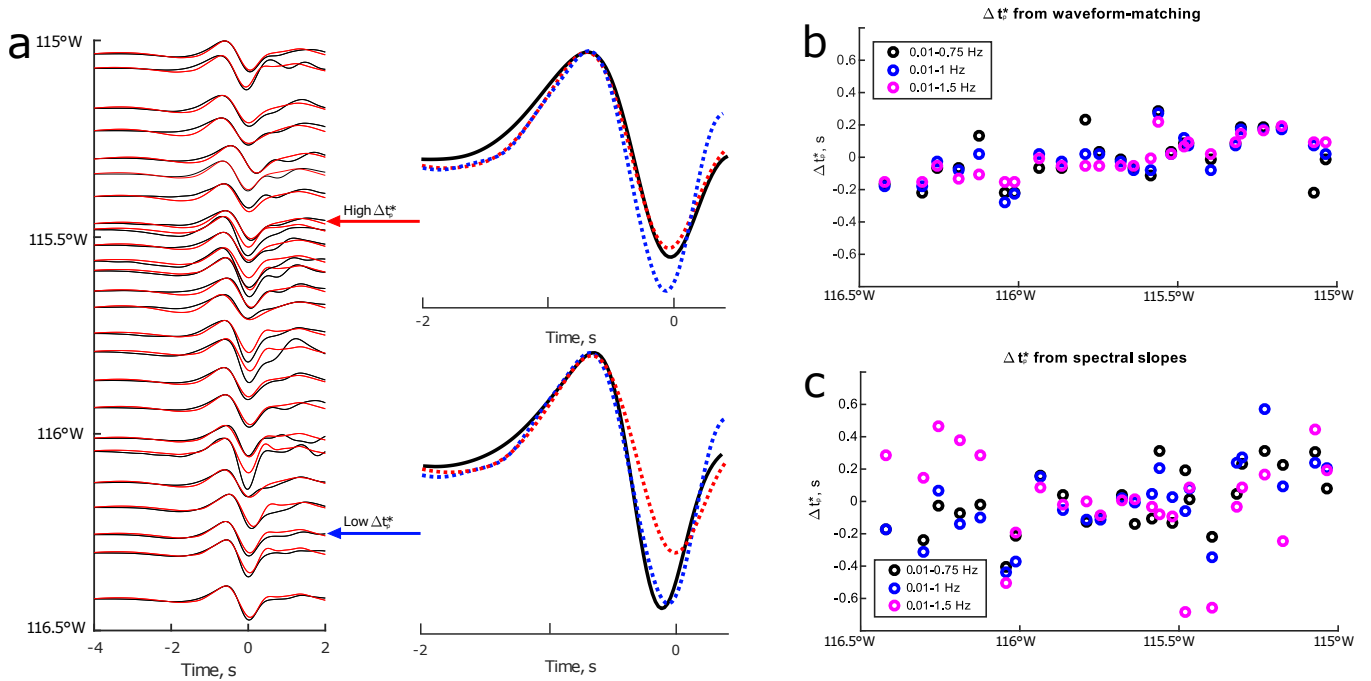 a
115°W
115.5°W
116°W
116.5°W
-4
-2
0
2
Time, s
High Δt*p
Low Δt*p
-2
0
Time, s
-2
0
Time, s
b
Δt*p from waveform-matching
0.01-0.75 Hz
0.01-1 Hz
0.01-1.5 Hz
0.6
0.4
0.2
0
-0.2
-0.4
-0.6
Δt*p, s
116.5°W
116°W
115.5°W
115°W
c
Δt*p from spectral slopes
0.6
0.4
0.2
0
-0.2
-0.4
-0.6
Δt*p, s
0.01-0.75 Hz
0.01-1 Hz
0.01-1.5 Hz
116.5°W
116°W
115.5°W
115°W